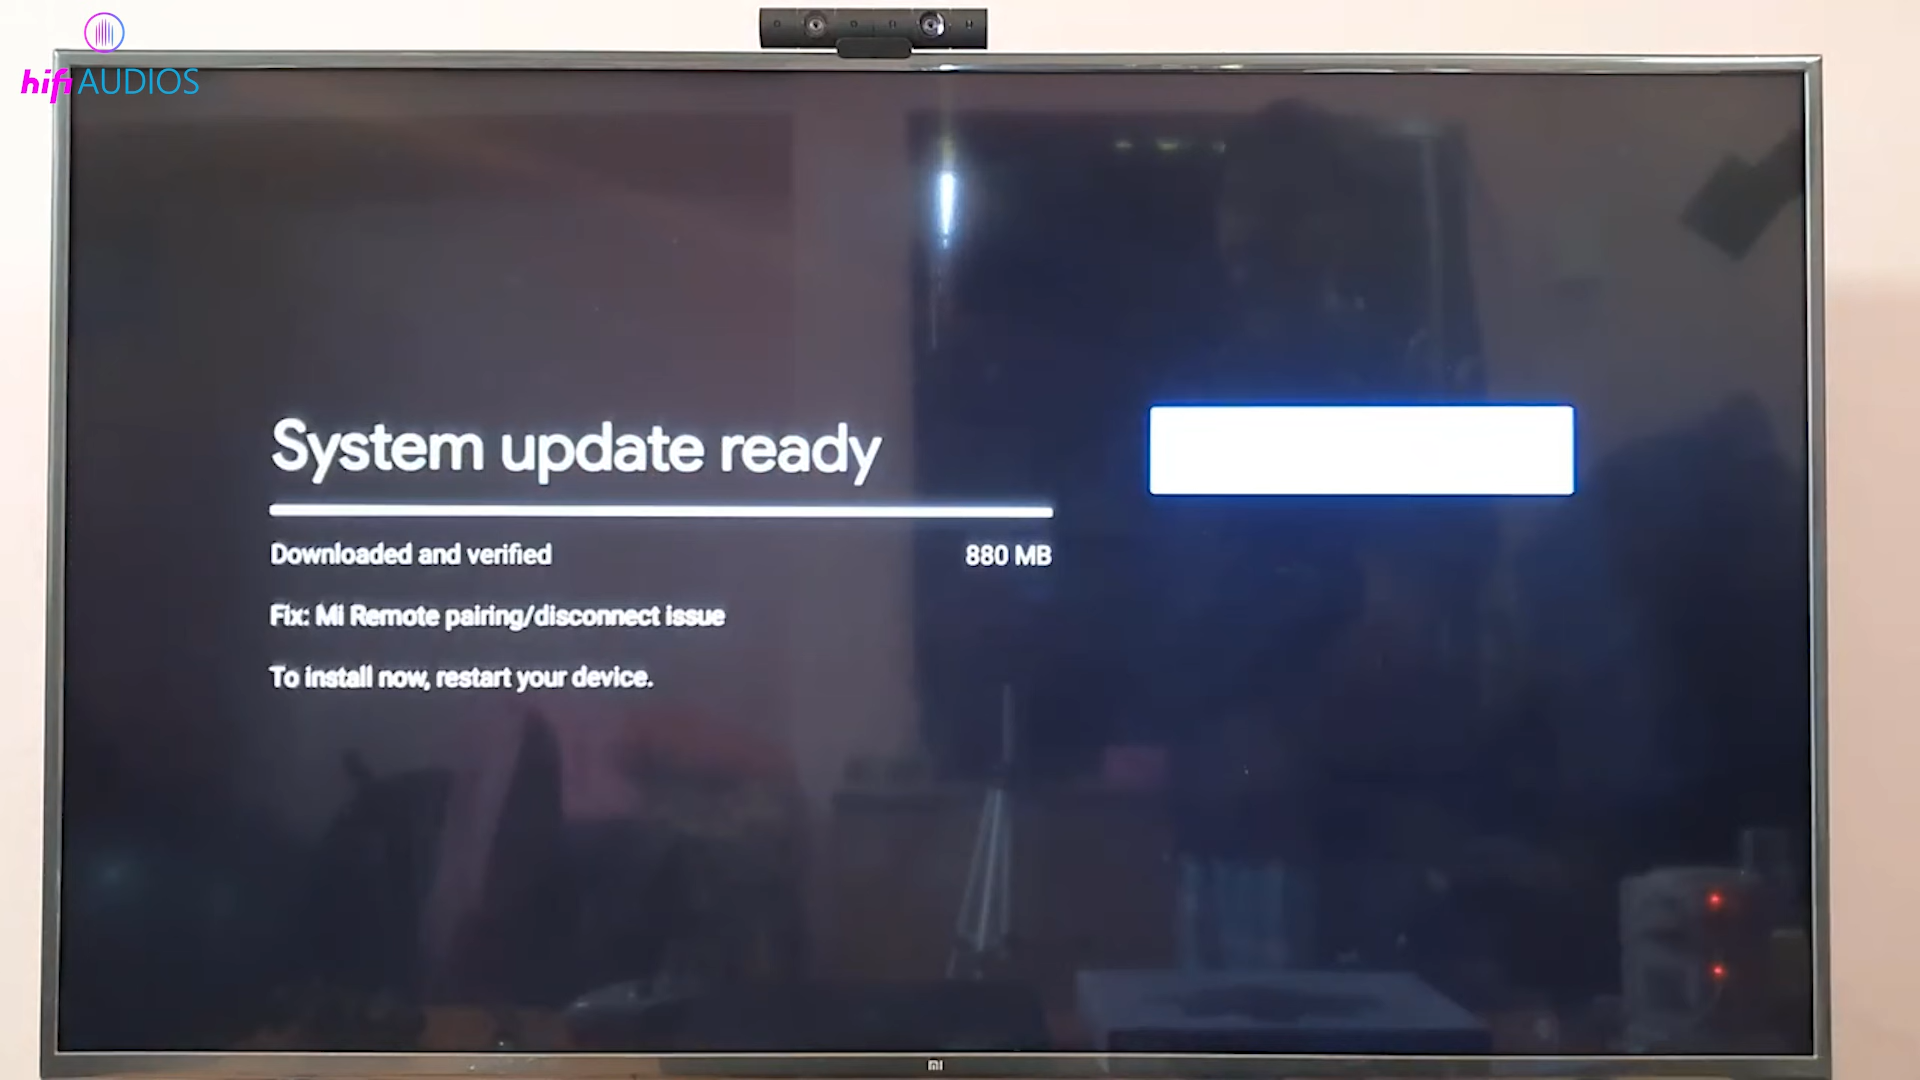 hifi AUDIOS
System update ready
Downloaded and verified 880 MB
Fix: Mi Remote pairing/disconnect issue
To install now, restart your device.
mi